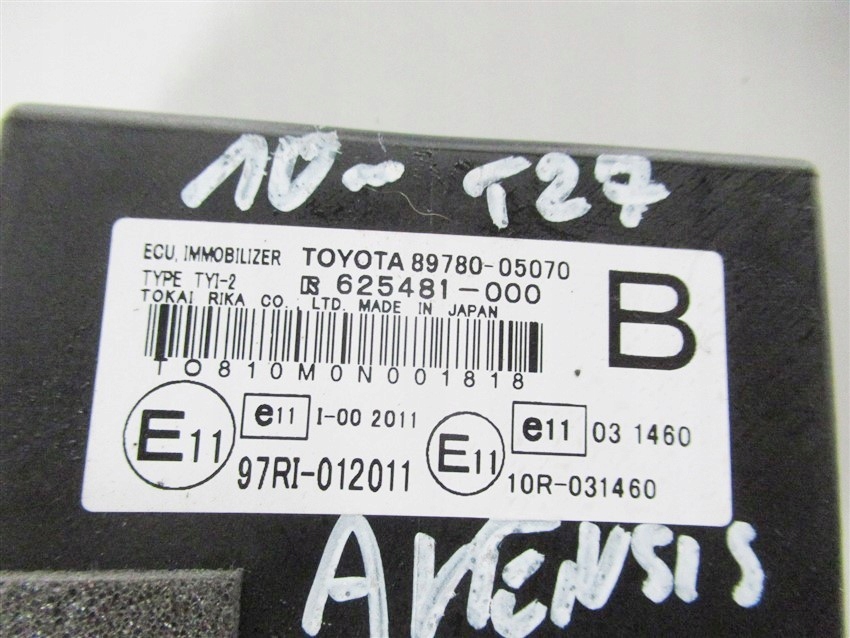 10- T27
ECU, IMMOBILIZER TOYOTA 89780-05070
TYPE TYI-2 625481-000 B
TOKAI RIKA CO., LTD. MADE IN JAPAN
TO810M0N001818
E11 e11 I-00 2011 E11 e11 03 1460
97RI-012011 10R-031460
AVENSIS